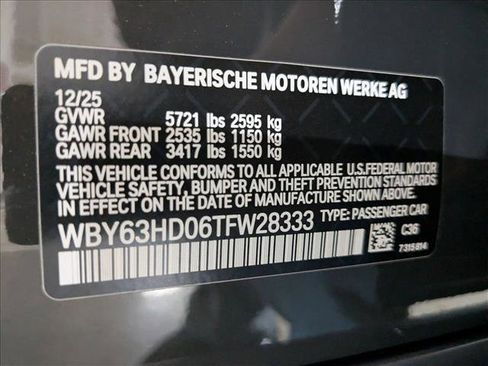 MFD BY BAYERISCHE MOTOREN WERKE AG
12/25
GVWR 5721 lbs 2595 kg
GAWR FRONT 2535 lbs 1150 kg
GAWR REAR 3417 lbs 1550 kg
THIS VEHICLE CONFORMS TO ALL APPLICABLE U.S.FEDERAL MOTOR
VEHICLE SAFETY, BUMPER AND THEFT PREVENTION STANDARDS
IN EFFECT ON THE DATE OF MANUFACTURE SHOWN ABOVE.
WBY63HD06TFW28333 TYPE: PASSENGER CAR
C36
7315814